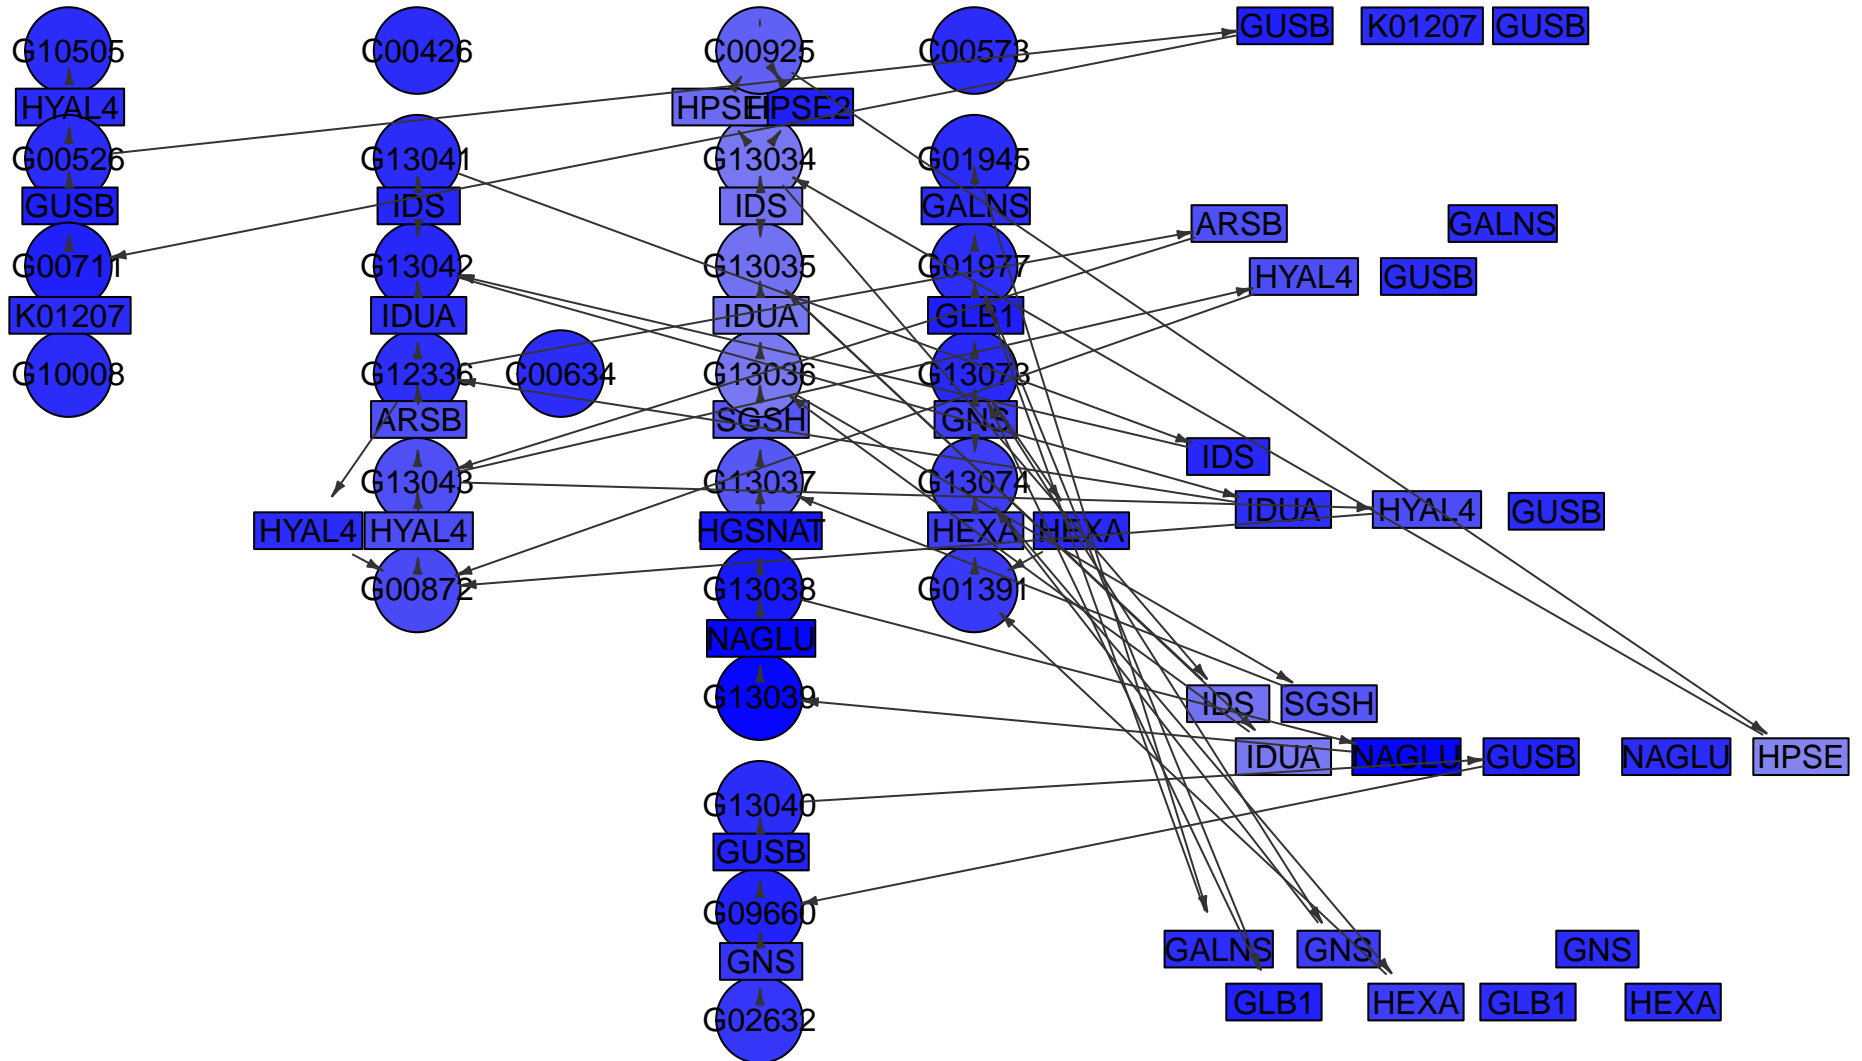 G10505
C00426
C00925
C00573
GUSB
K01207
GUSB
HYAL4
HPSE
HPSE2
G00526
G13041
G13034
G01945
GUSB
IDS
IDS
GALNS
ARSB
GALNS
G00711
G13042
G13035
G01977
HYAL4
GUSB
K01207
IDUA
IDUA
GLB1
G10008
G12336
C00634
G13036
G13073
ARSB
SGSH
GNS
IDS
G13043
G13037
G13074
IDUA
HYAL4
GUSB
HYAL4
HYAL4
HGSNAT
HEXA
HEXA
G00872
G13038
G01391
NAGLU
G13039
IDS
SGSH
IDUA
NAGLU
GUSB
NAGLU
HPSE
G13040
GUSB
G09660
GALNS
GNS
GNS
GNS
GLB1
HEXA
GLB1
HEXA
G02632